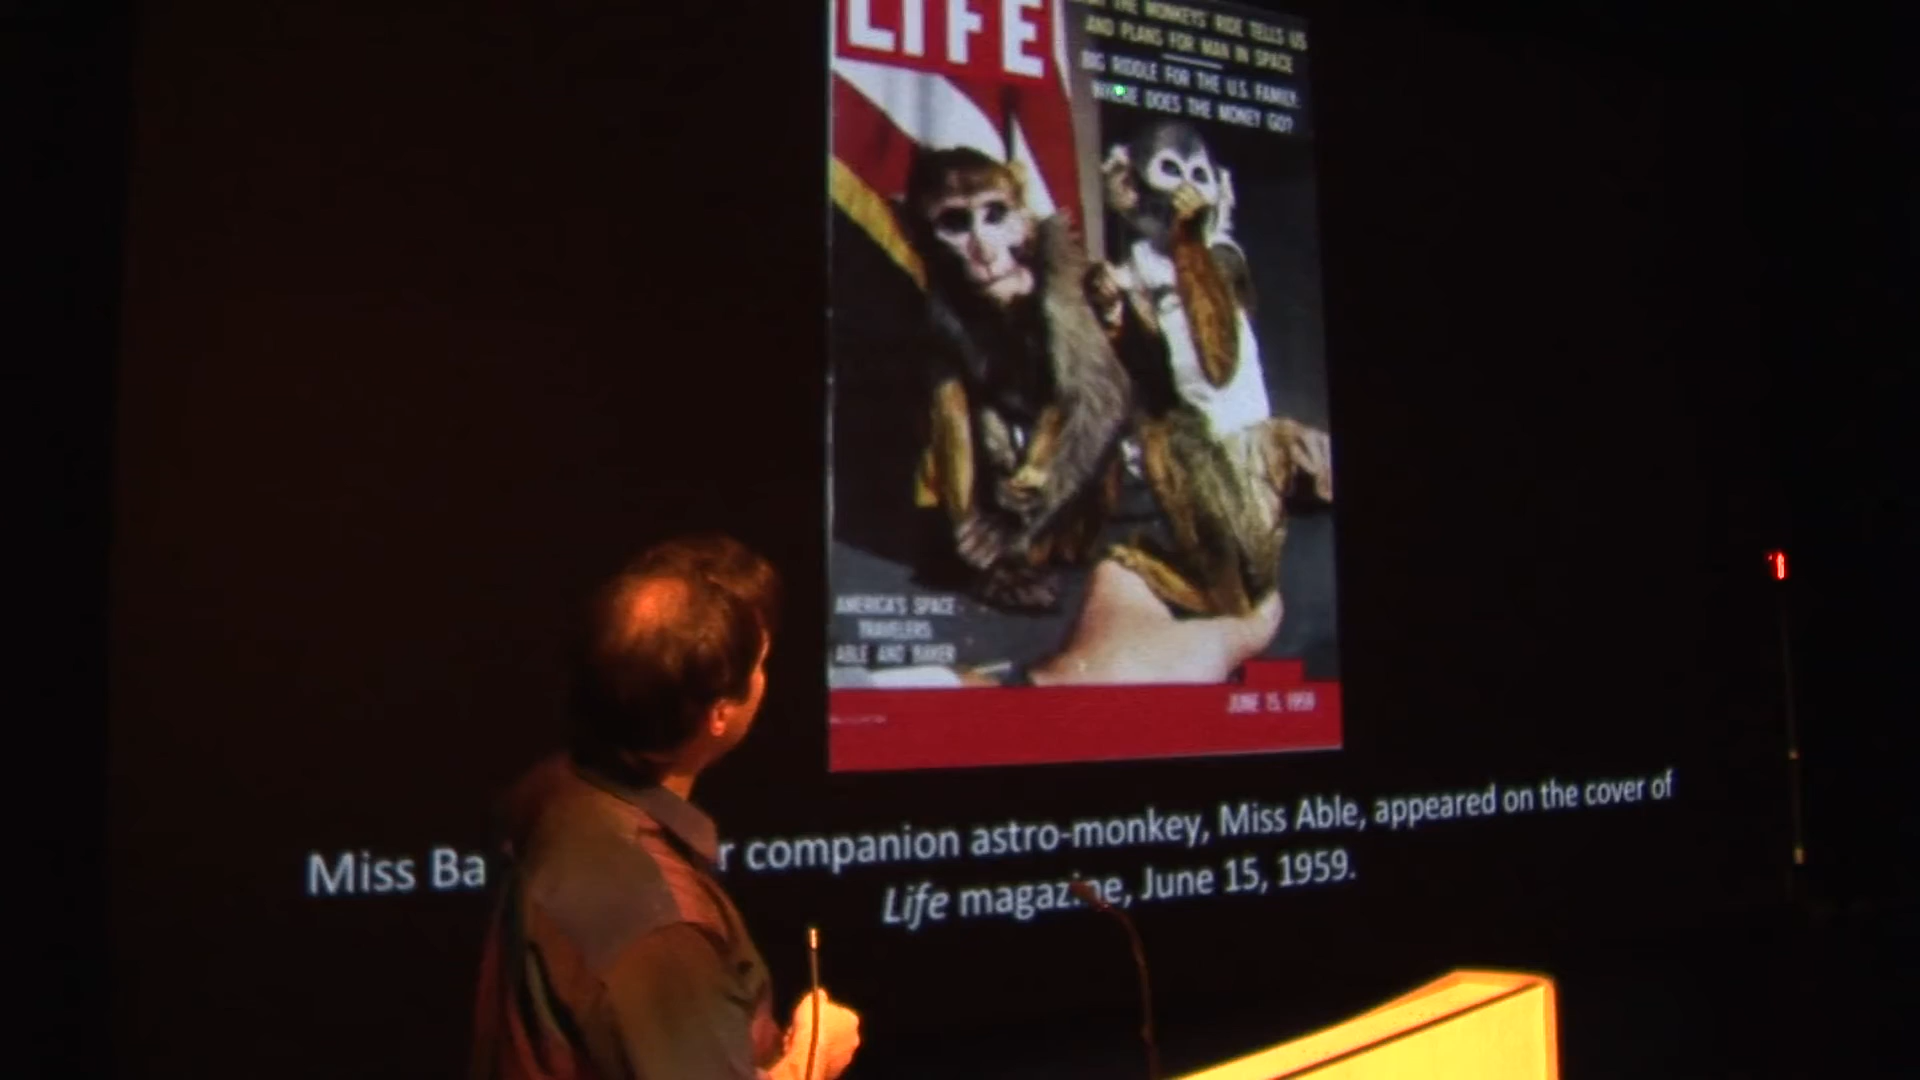 LIFE
THE MONKEYS' RIDE TELLS US
AND PLANS FOR MAN IN SPACE
BIG RIDDLE FOR THE U.S. FAMILY:
WHERE DOES THE MONEY GO?
AMERICA'S SPACE
TRAVELERS
ABLE AND BAKER
JUNE 15, 1959
Miss Ba r companion astro-monkey, Miss Able, appeared on the cover of
Life magazine, June 15, 1959.